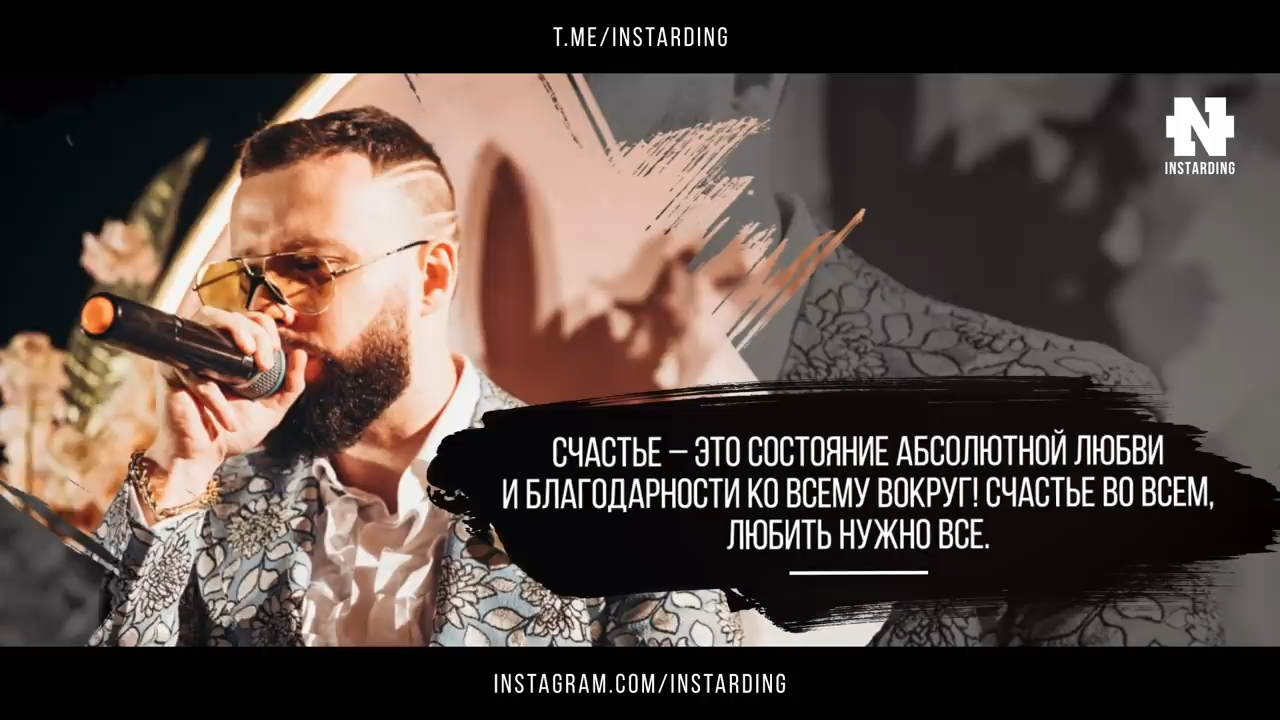 T.ME/INSTARDING
N
INSTARDING
СЧАСТЬЕ – ЭТО СОСТОЯНИЕ АБСОЛЮТНОЙ ЛЮБВИ
И БЛАГОДАРНОСТИ КО ВСЕМУ ВОКРУГ! СЧАСТЬЕ ВО ВСЕМ,
ЛЮБИТЬ НУЖНО ВСЕ.
INSTAGRAM.COM/INSTARDING